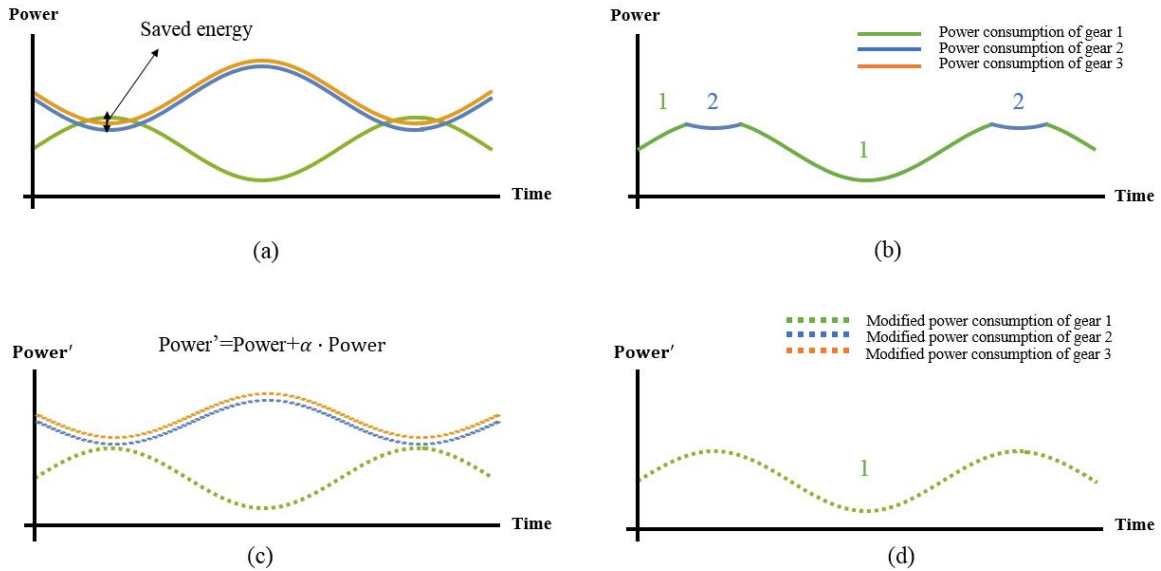 Power
Saved energy
Time
(a)
Power
Power consumption of gear 1
Power consumption of gear 2
Power consumption of gear 3
1 2 2
1
Time
(b)
Power’=Power+α · Power
Power′
Time
(c)
Modified power consumption of gear 1
Modified power consumption of gear 2
Modified power consumption of gear 3
Power′
1
Time
(d)